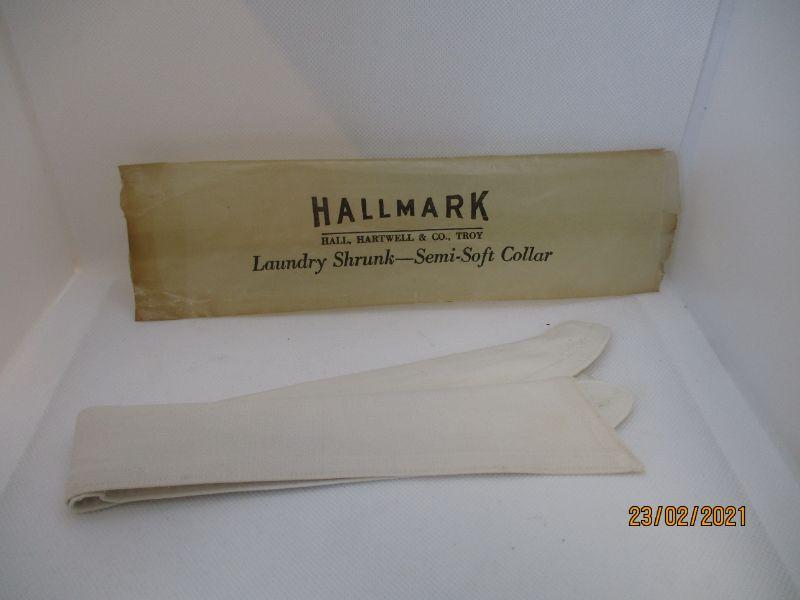 HALLMARK
HALL, HARTWELL & CO., TROY
Laundry Shrunk—Semi-Soft Collar
23/02/2021